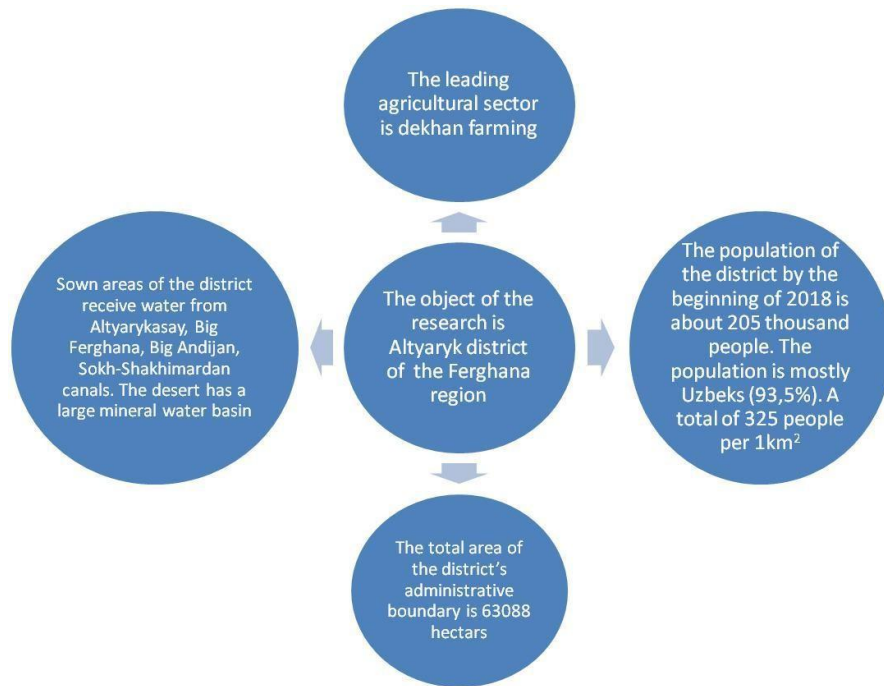 The leading
agricultural sector
is dekhan farming
Sown areas of the district
receive water from
Altyarykasay, Big
Ferghana, Big Andijan,
Sokh-Shakhimardan
canals. The desert has a
large mineral water basin
The object of the
research is
Altyaryk district
of the Ferghana
region
The population of
the district by the
beginning of 2018 is
about 205 thousand
people. The
population is mostly
Uzbeks (93,5%). A
total of 325 people
per 1km²
The total area of
the district’s
administrative
boundary is 63088
hectars